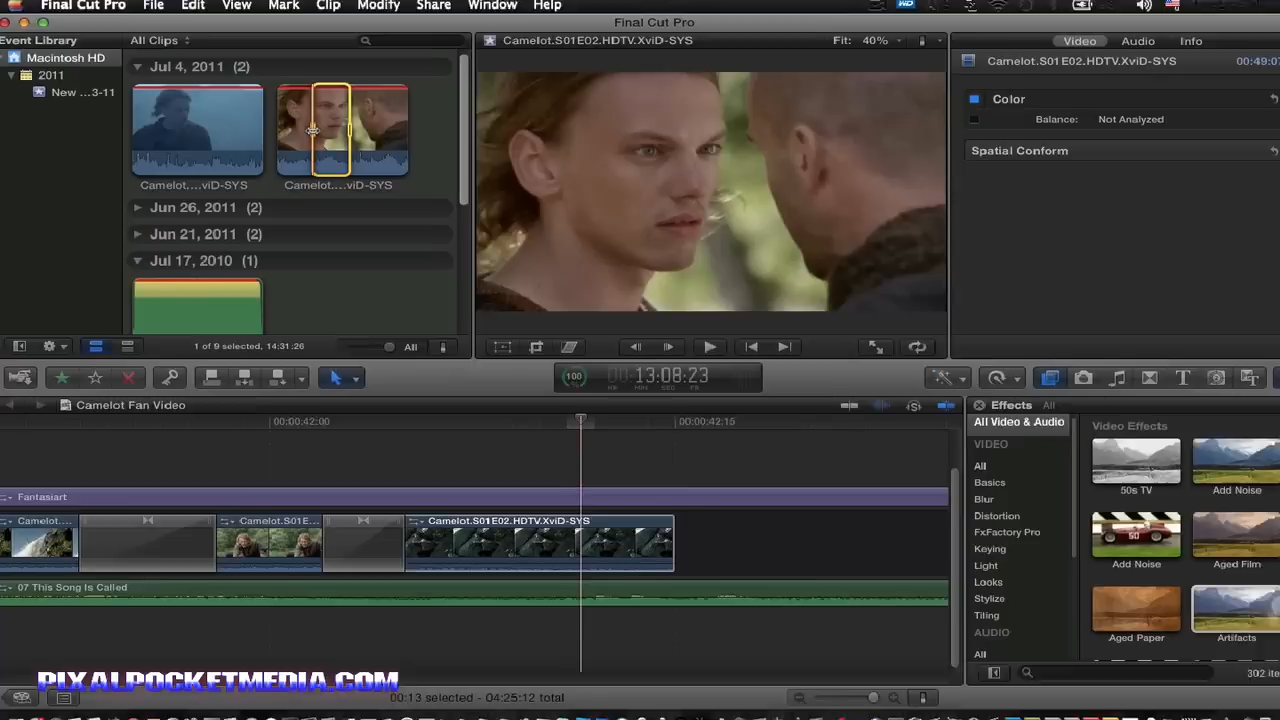 Final Cut Pro File Edit View Mark Clip Modify Share Window Help
Final Cut Pro
Event Library
All Clips
Camelot.S01E02.HDTV.XviD-SYS
Fit: 40%
Video Audio Info
Macintosh HD
2011
New ...3-11
Jul 4, 2011 (2)
Camelot....viD-SYS
Camelot....viD-SYS
Jun 26, 2011 (2)
Jun 21, 2011 (2)
Jul 17, 2010 (1)
Camelot.S01E02.HDTV.XviD-SYS
00:49:07
Color
Balance: Not Analyzed
Spatial Conform
1 of 9 selected, 14:31:26
All
100
13:08:23
HR MIN SEC FR
Camelot Fan Video
00:00:42:00
00:00:42:15
Fantasiart
Camelot....
Camelot.S01E...
Camelot.S01E02.HDTV.XviD-SYS
07 This Song Is Called
Effects All
All Video & Audio
VIDEO
All
Basics
Blur
Distortion
FxFactory Pro
Keying
Light
Looks
Stylize
Tiling
AUDIO
All
Video Effects
50s TV
Add Noise
Add Noise
Aged Film
Aged Paper
Artifacts
302 ite
PIXALPOCKETMEDIA.COM
00:13 selected - 04:25:12 total